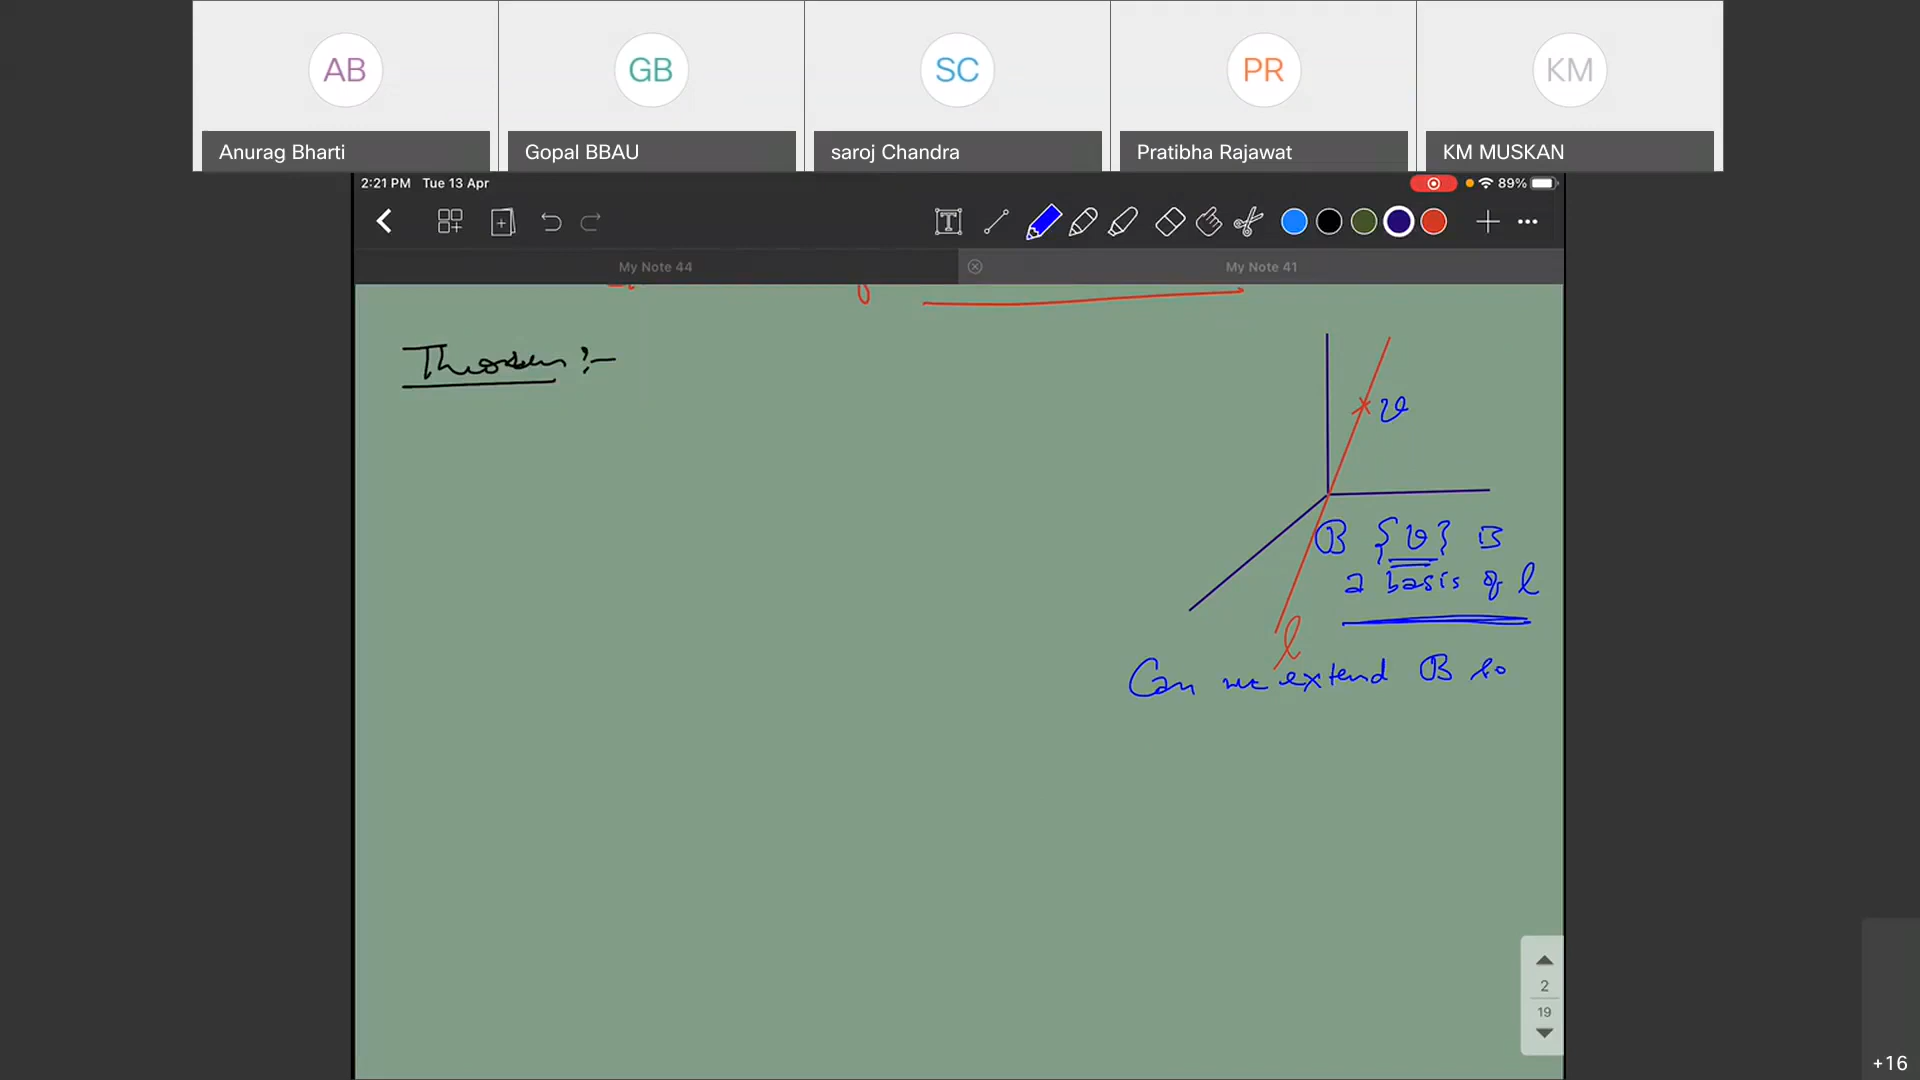 AB
GB
SC
PR
KM
Anurag Bharti
Gopal BBAU
saroj Chandra
Pratibha Rajawat
KM MUSKAN
2:21 PM Tue 13 Apr
89%
My Note 44
My Note 41
Theorem :-
v
B {v} is
a basis of l
l
Can we extend B to
2
19
+16